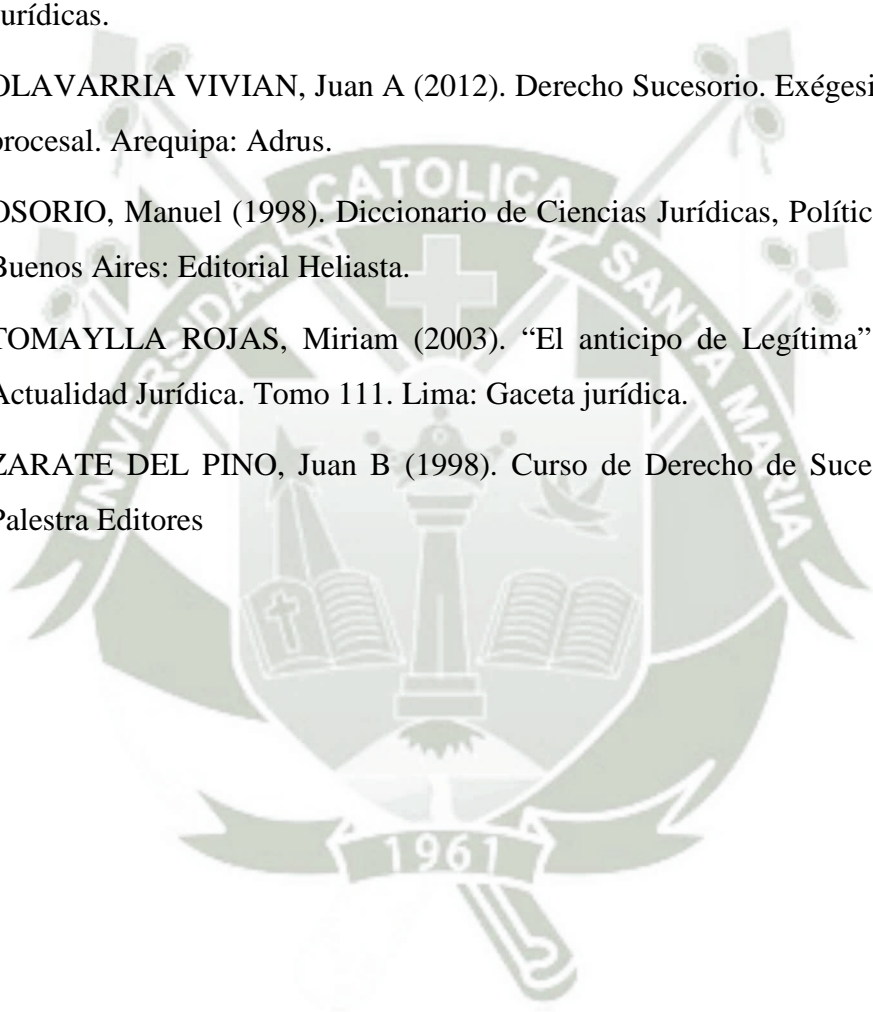 urídicas.
OLAVARRIA VIVIAN, Juan A (2012). Derecho Sucesorio. Exégesi
procesal. Arequipa: Adrus.
OSORIO, Manuel (1998). Diccionario de Ciencias Jurídicas, Polític
Buenos Aires: Editorial Heliasta.
TOMAYLLA ROJAS, Miriam (2003). “El anticipo de Legítima”
Actualidad Jurídica. Tomo 111. Lima: Gaceta jurídica.
ZARATE DEL PINO, Juan B (1998). Curso de Derecho de Suce
Palestra Editores
UNIVERSIDAD CATOLICA SANTA MARIA
1961